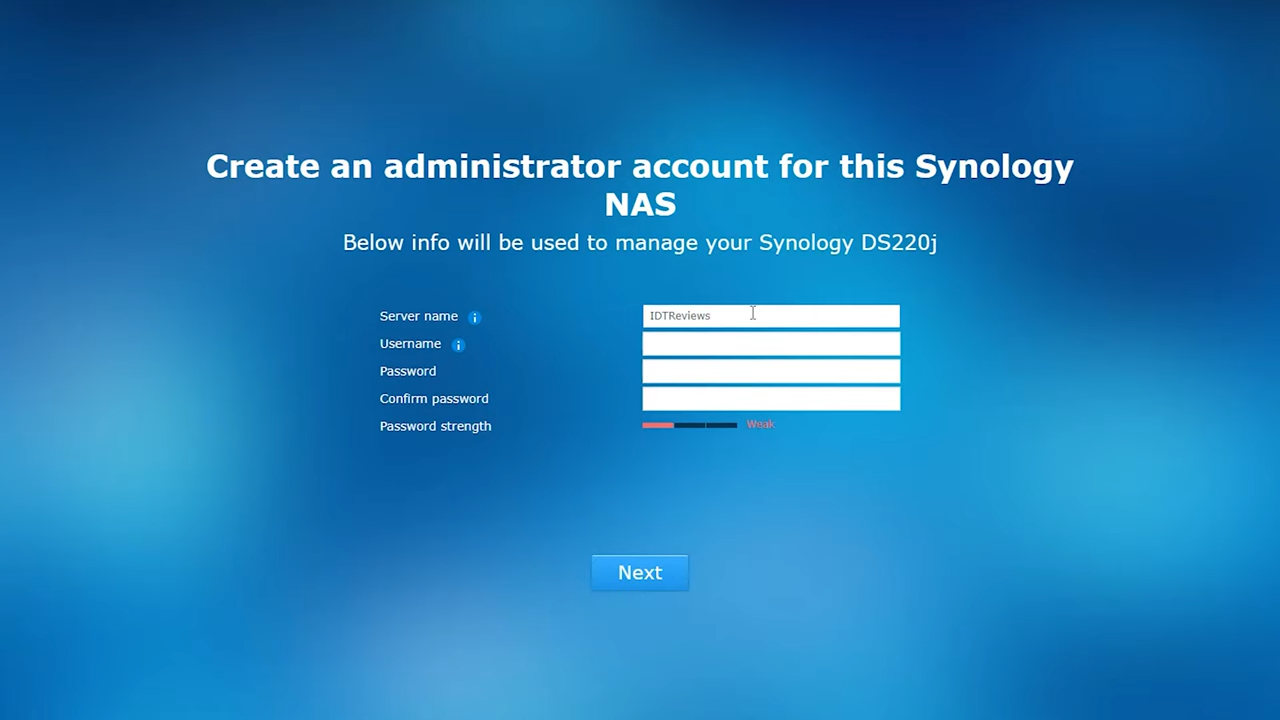 Create an administrator account for this Synology
NAS
Below info will be used to manage your Synology DS220j
Server name
IDTReviews
Username
Password
Confirm password
Password strength
Weak
Next